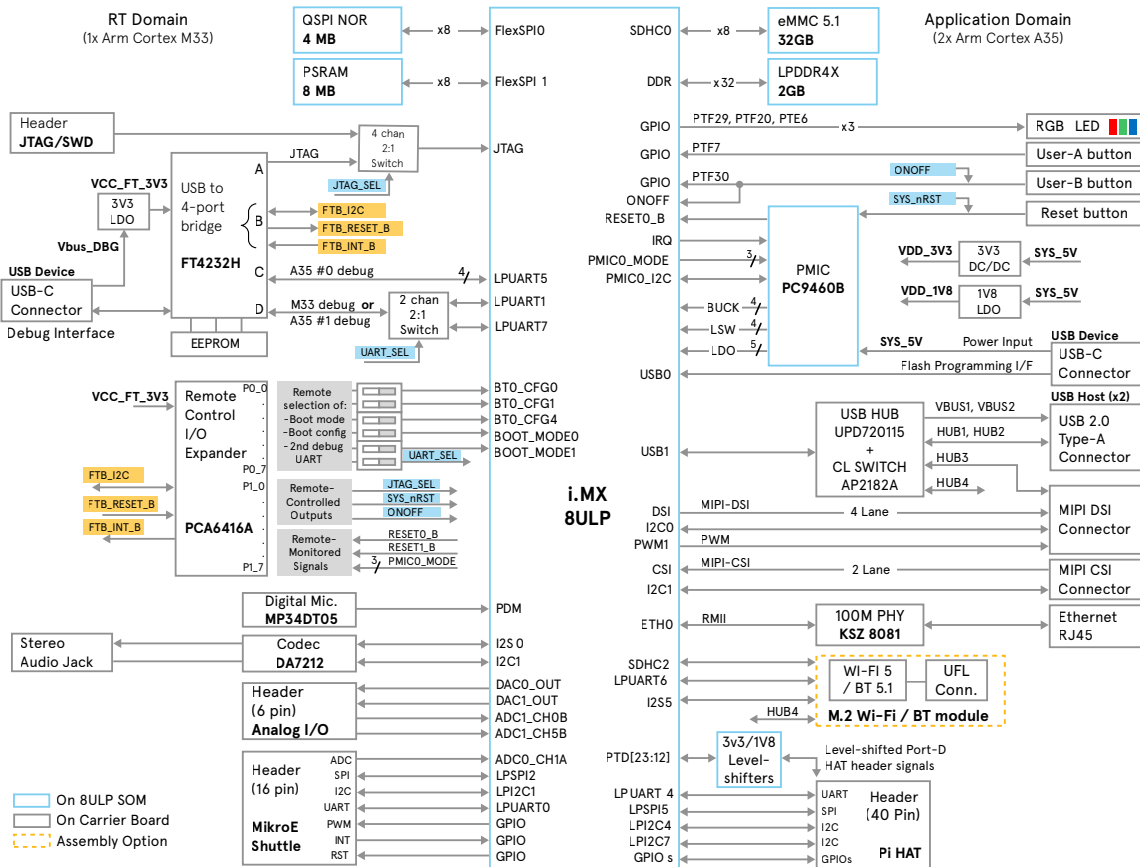 RT Domain
(1x Arm Cortex M33)
QSPI NOR
4 MB
x8
FlexSPI0
PSRAM
8 MB
x8
FlexSPI 1
Header
JTAG/SWD
4 chan
2:1
Switch
JTAG
JTAG
JTAG_SEL
USB to
4-port
bridge
FT4232H
A
B
C
D
VCC_FT_3V3
3V3
LDO
Vbus_DBG
FTB_I2C
FTB_RESET_B
FTB_INT_B
USB Device
USB-C
Connector
Debug Interface
A35 #0 debug
4
LPUART5
M33 debug or
A35 #1 debug
2 chan
2:1
Switch
LPUART1
LPUART7
UART_SEL
EEPROM
VCC_FT_3V3
Remote
Control
I/O
Expander
PCA6416A
P0_0
.
.
.
.
P0_7
P1_0
.
.
.
.
P1_7
FTB_I2C
FTB_RESET_B
FTB_INT_B
Remote
selection of:
-Boot mode
-Boot config
-2nd debug
UART
BT0_CFG0
BT0_CFG1
BT0_CFG4
BOOT_MODE0
BOOT_MODE1
UART_SEL
Remote-
Controlled
Outputs
JTAG_SEL
SYS_nRST
ONOFF
Remote-
Monitored
Signals
RESET0_B
RESET1_B
3
PMIC0_MODE
Digital Mic.
MP34DT05
PDM
Stereo
Audio Jack
Codec
DA7212
I2S 0
I2C1
Header
(6 pin)
Analog I/O
DAC0_OUT
DAC1_OUT
ADC1_CH0B
ADC1_CH5B
Header
(16 pin)
MikroE
Shuttle
ADC
SPI
I2C
UART
PWM
INT
RST
ADC0_CH1A
LPSPI2
LPI2C1
LPUART0
GPIO
GPIO
GPIO
On 8ULP SOM
On Carrier Board
Assembly Option
i.MX
8ULP
Application Domain
(2x Arm Cortex A35)
SDHC0
x8
eMMC 5.1
32GB
DDR
x32
LPDDR4X
2GB
GPIO
PTF29, PTF20, PTE6
x3
RGB LED
GPIO
PTF7
User-A button
GPIO
PTF30
ONOFF
User-B button
ONOFF
RESET0_B
SYS_nRST
Reset button
IRQ
PMIC0_MODE
3
PMIC0_I2C
BUCK
4
LSW
4
LDO
5
PMIC
PC9460B
VDD_3V3
3V3
DC/DC
SYS_5V
VDD_1V8
1V8
LDO
SYS_5V
SYS_5V
Power Input
USB Device
USB-C
Connector
USB0
Flash Programming I/F
USB Host (x2)
USB1
USB HUB
UPD720115
+
CL SWITCH
AP2182A
VBUS1, VBUS2
HUB1, HUB2
HUB3
HUB4
USB 2.0
Type-A
Connector
DSI
MIPI-DSI
4 Lane
I2C0
PWM1
PWM
MIPI DSI
Connector
CSI
MIPI-CSI
2 Lane
I2C1
MIPI CSI
Connector
ETH0
RMII
100M PHY
KSZ 8081
Ethernet
RJ45
SDHC2
LPUART6
I2S5
HUB4
WI-FI 5
/ BT 5.1
UFL
Conn.
M.2 Wi-Fi / BT module
PTD[23:12]
3v3/1V8
Level-
shifters
Level-shifted Port-D
HAT header signals
LPUART 4
LPSPI5
LPI2C4
LPI2C7
GPIO s
UART
SPI
I2C
I2C
GPIOs
Header
(40 Pin)
Pi HAT